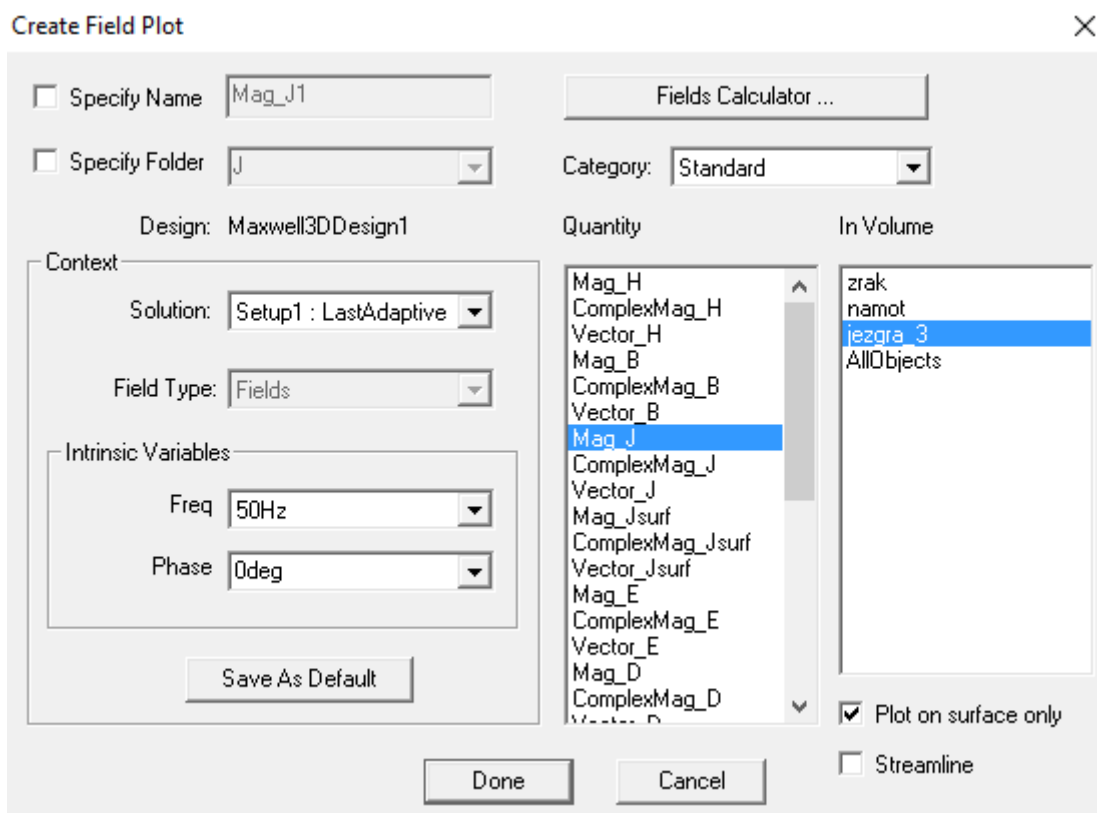 Create Field Plot
Specify Name
Mag_J1
Fields Calculator ...
Specify Folder
J
Category:
Standard
Design:
Maxwell3DDesign1
Quantity
In Volume
Context
Solution:
Setup1 : LastAdaptive
Field Type:
Fields
Intrinsic Variables
Freq
50Hz
Phase
0deg
Save As Default
Mag_H
ComplexMag_H
Vector_H
Mag_B
ComplexMag_B
Vector_B
Mag_J
ComplexMag_J
Vector_J
Mag_Jsurf
ComplexMag_Jsurf
Vector_Jsurf
Mag_E
ComplexMag_E
Vector_E
Mag_D
ComplexMag_D
zrak
namot
jezgra_3
AllObjects
Plot on surface only
Streamline
Done
Cancel